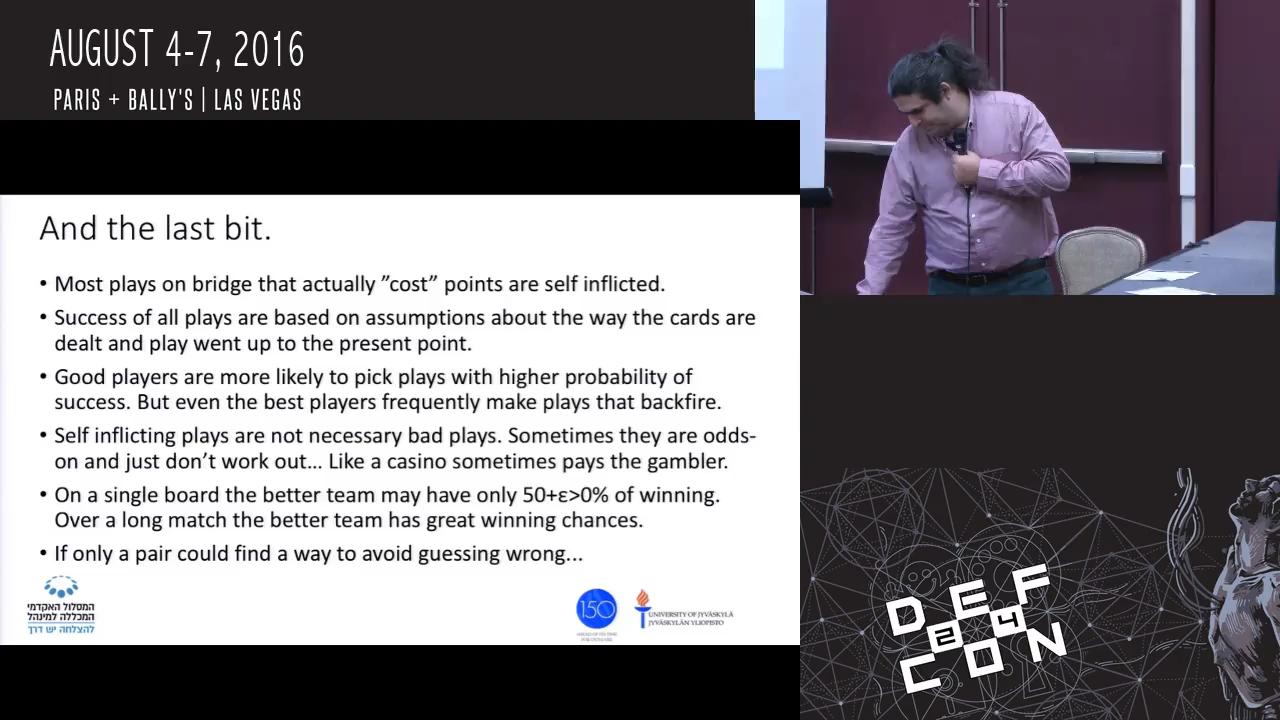 AUGUST 4-7, 2016
PARIS + BALLY'S | LAS VEGAS
And the last bit.
• Most plays on bridge that actually ”cost” points are self inflicted.
• Success of all plays are based on assumptions about the way the cards are
dealt and play went up to the present point.
• Good players are more likely to pick plays with higher probability of
success. But even the best players frequently make plays that backfire.
• Self inflicting plays are not necessary bad plays. Sometimes they are odds-
on and just don’t work out... Like a casino sometimes pays the gambler.
• On a single board the better team may have only 50+ε>0% of winning.
Over a long match the better team has great winning chances.
• If only a pair could find a way to avoid guessing wrong...
המסלול האקדמי
המכללה למינהל
להצלחה יש דרך
150
UNIVERSITY OF JYVÄSKYLÄ
JYVÄSKYLÄN YLIOPISTO
DEF
24
CON